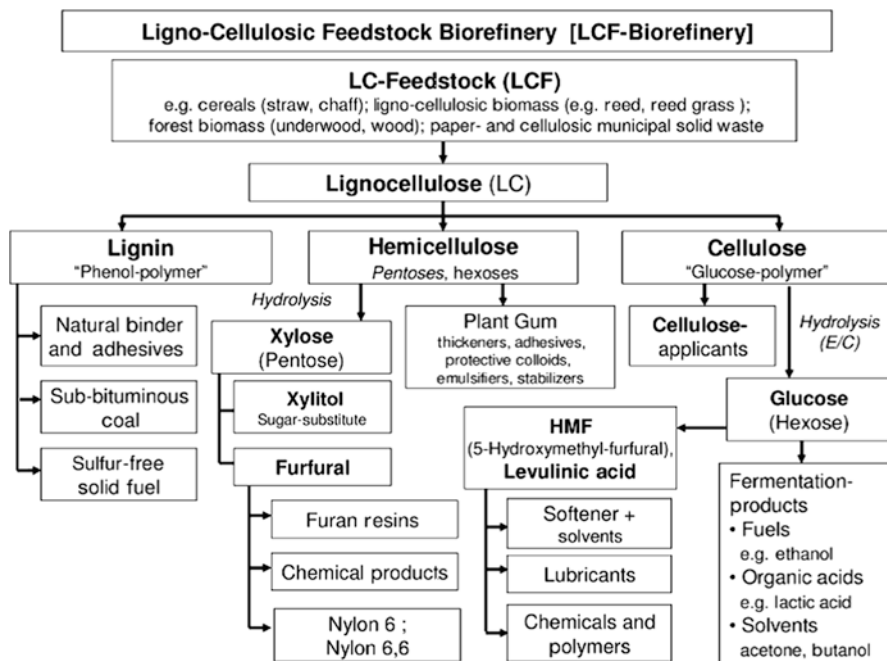 Ligno-Cellulosic Feedstock Biorefinery [LCF-Biorefinery]
LC-Feedstock (LCF)
e.g. cereals (straw, chaff); ligno-cellulosic biomass (e.g. reed, reed grass );
forest biomass (underwood, wood); paper- and cellulosic municipal solid waste
Lignocellulose (LC)
Lignin
“Phenol-polymer”
Hemicellulose
Pentoses, hexoses
Cellulose
“Glucose-polymer”
Natural binder
and adhesives
Sub-bituminous
coal
Sulfur-free
solid fuel
Hydrolysis
Xylose
(Pentose)
Xylitol
Sugar-substitute
Furfural
Furan resins
Chemical products
Nylon 6 ;
Nylon 6,6
Plant Gum
thickeners, adhesives,
protective colloids,
emulsifiers, stabilizers
Cellulose-
applicants
Hydrolysis
(E/C)
Glucose
(Hexose)
HMF
(5-Hydroxymethyl-furfural),
Levulinic acid
Softener +
solvents
Lubricants
Chemicals and
polymers
Fermentation-
products
• Fuels
e.g. ethanol
• Organic acids
e.g. lactic acid
• Solvents
acetone, butanol